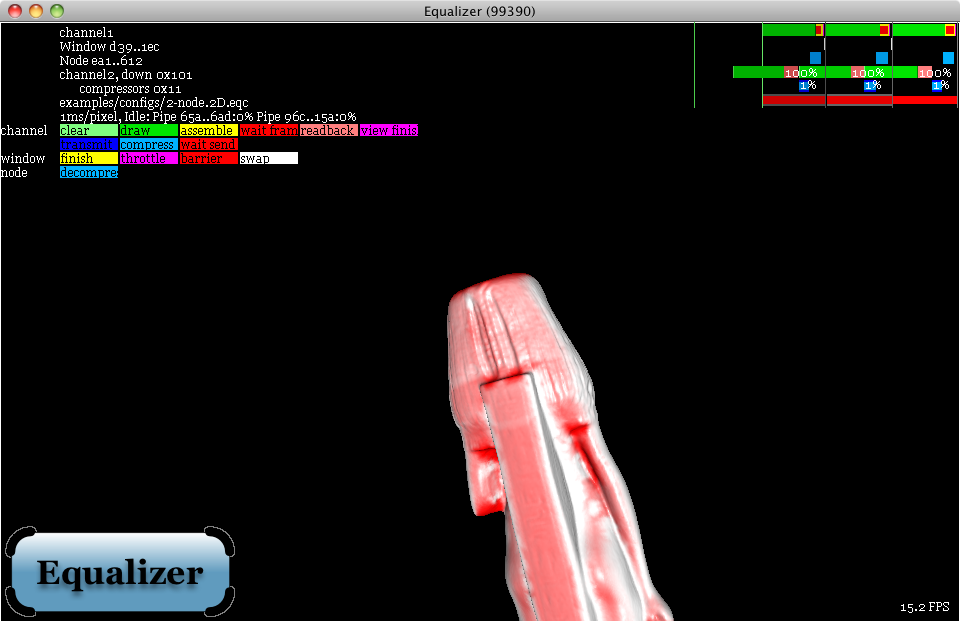 Equalizer (99390)
channel1
Window d39..1ec
Node ea1..612
channel2, down 0x101
compressors 0x11
examples/configs/2-node.2D.eqc
1ms/pixel, Idle: Pipe 65a..6ad:0% Pipe 96c..15a:0%
100% 100% 100%
1% 1% 1%
channel clear draw assemble wait fram readback view finis
transmit compress wait send
window finish throttle barrier swap
node decompre
Equalizer
15.2 FPS